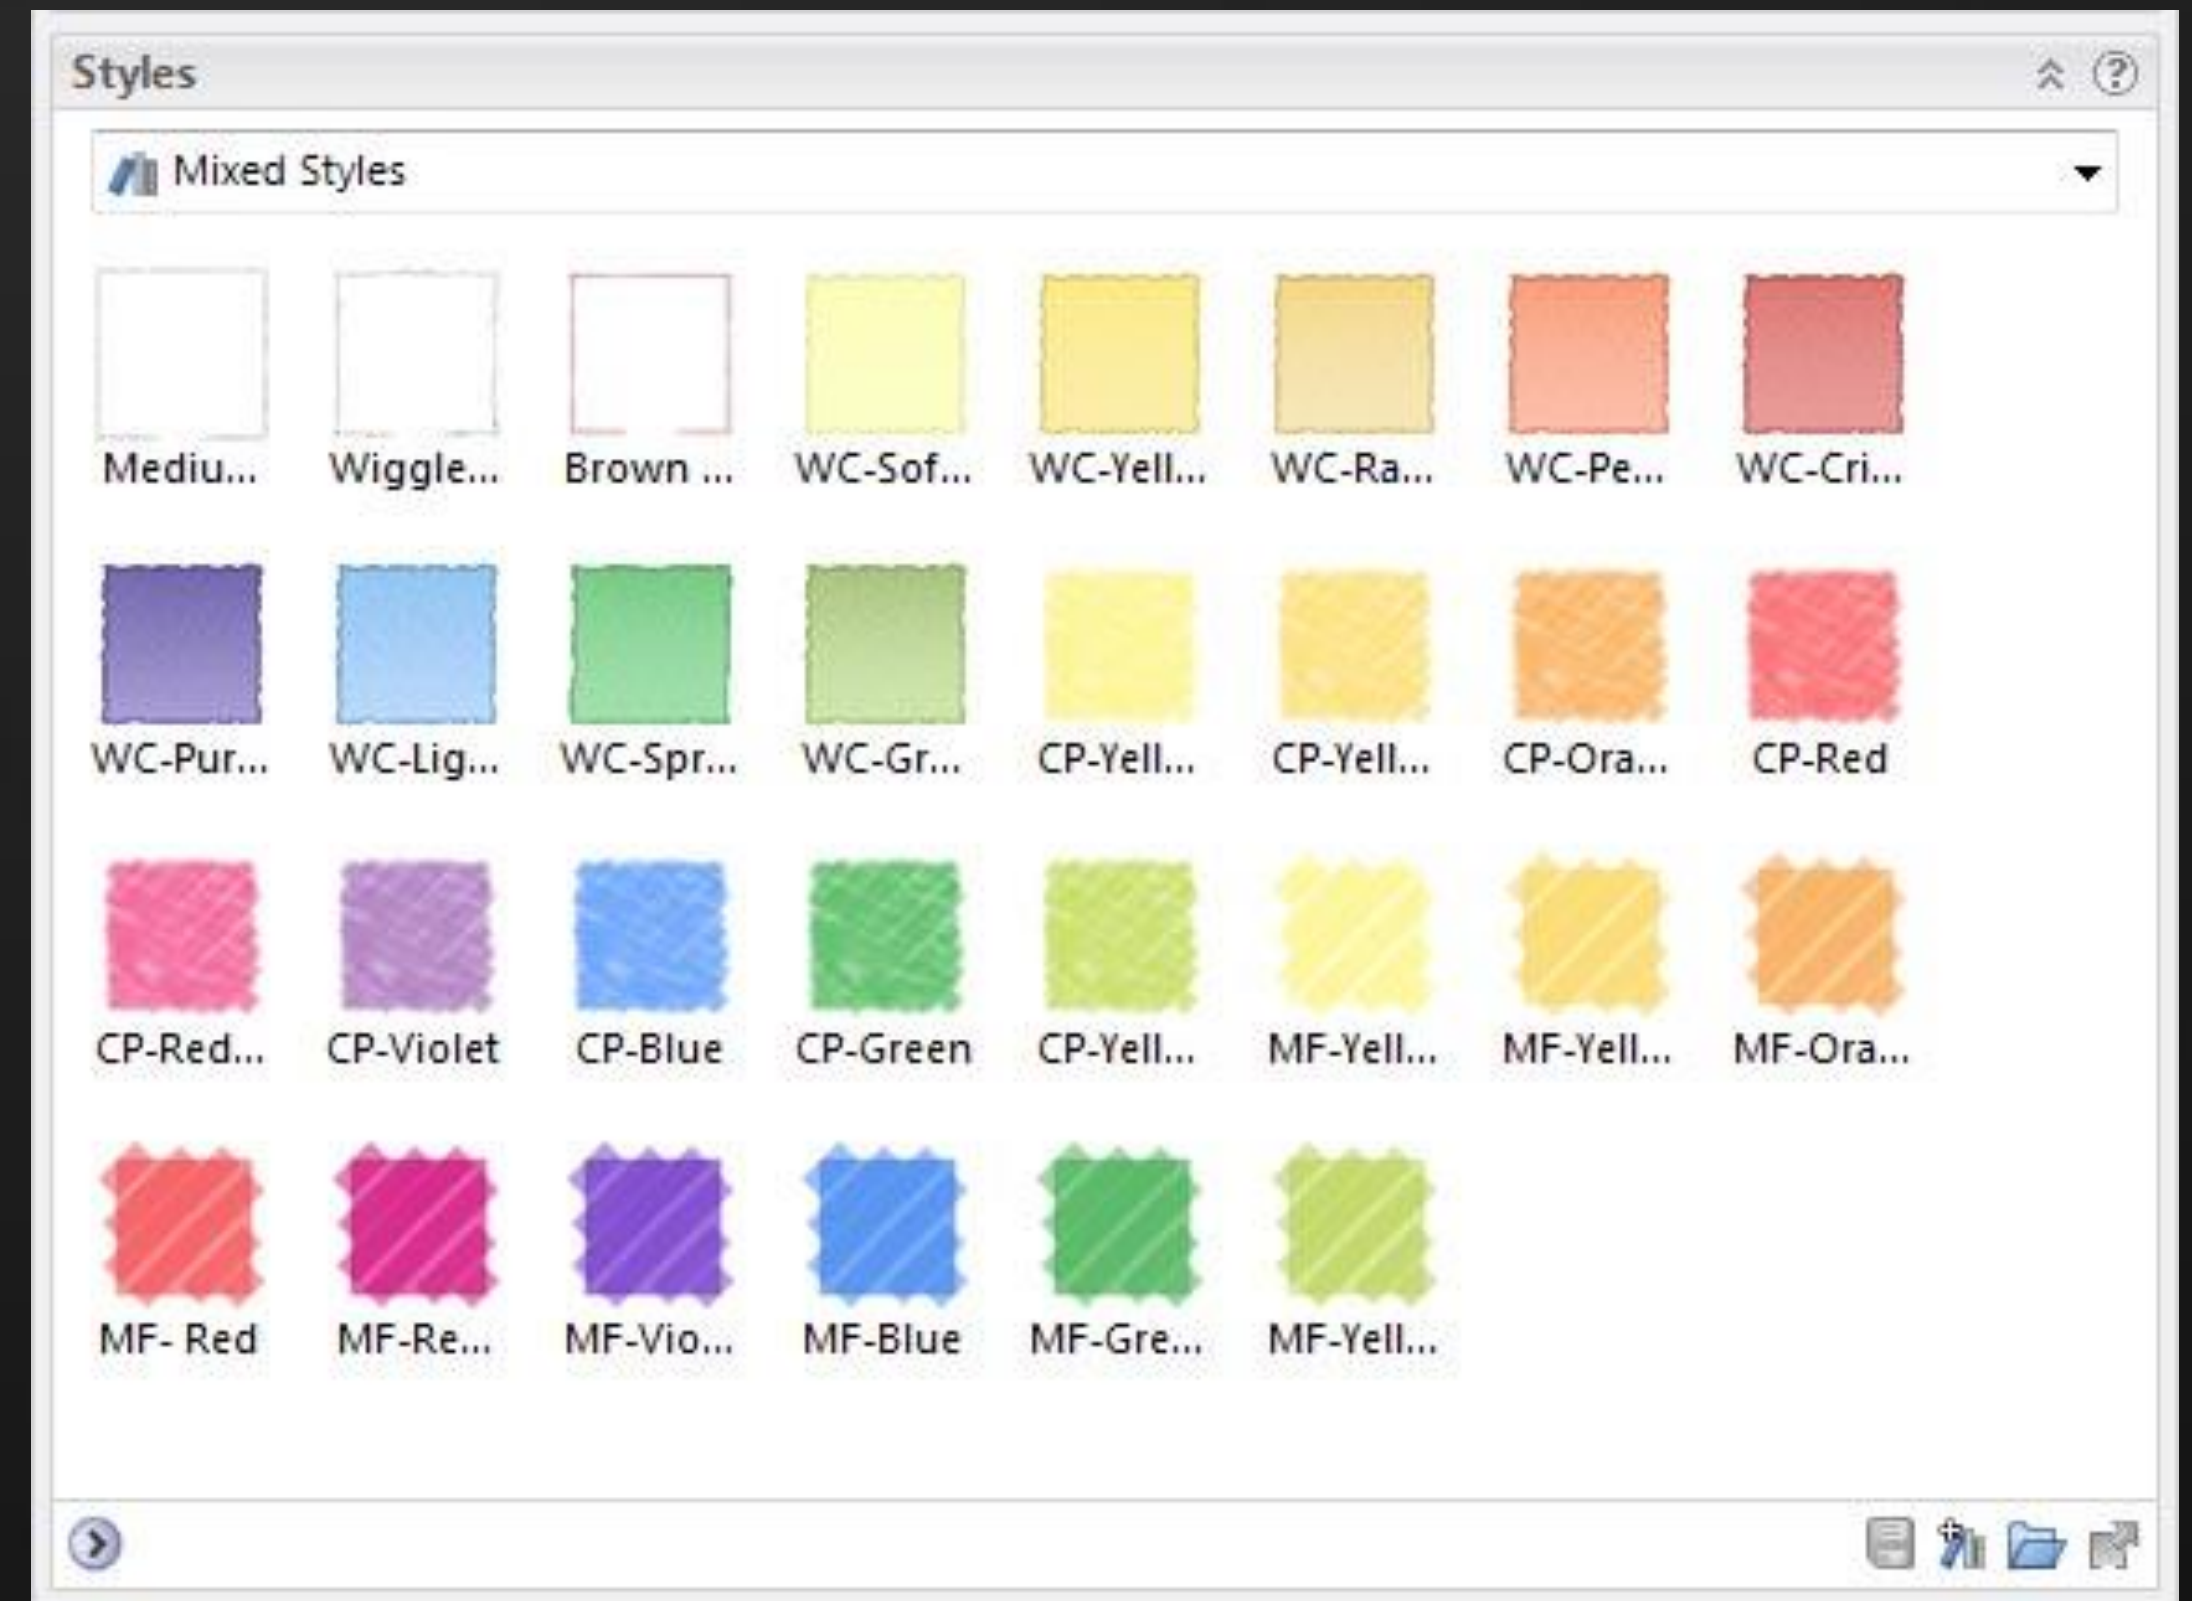 Styles
Mixed Styles
Mediu... Wiggle... Brown ... WC-Sof... WC-Yell... WC-Ra... WC-Pe... WC-Cri...
WC-Pur... WC-Lig... WC-Spr... WC-Gr... CP-Yell... CP-Yell... CP-Ora... CP-Red
CP-Red... CP-Violet CP-Blue CP-Green CP-Yell... MF-Yell... MF-Yell... MF-Ora...
MF- Red MF-Re... MF-Vio... MF-Blue MF-Gre... MF-Yell...